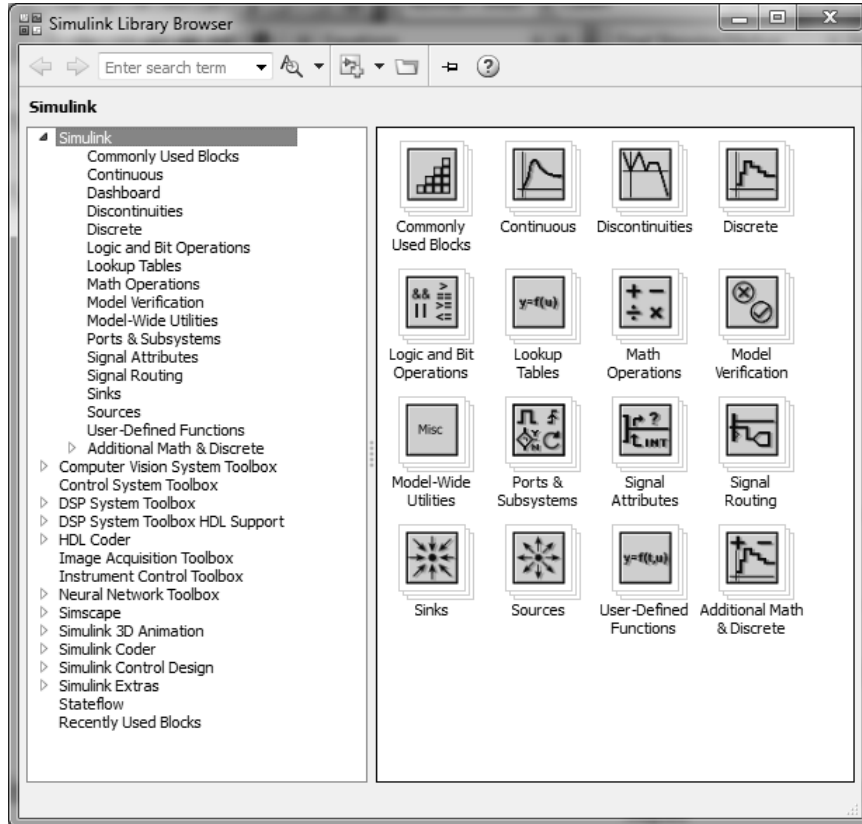 Simulink Library Browser
Enter search term
Simulink
Simulink
Commonly Used Blocks
Continuous
Dashboard
Discontinuities
Discrete
Logic and Bit Operations
Lookup Tables
Math Operations
Model Verification
Model-Wide Utilities
Ports & Subsystems
Signal Attributes
Signal Routing
Sinks
Sources
User-Defined Functions
Additional Math & Discrete
Computer Vision System Toolbox
Control System Toolbox
DSP System Toolbox
DSP System Toolbox HDL Support
HDL Coder
Image Acquisition Toolbox
Instrument Control Toolbox
Neural Network Toolbox
Simscape
Simulink 3D Animation
Simulink Coder
Simulink Control Design
Simulink Extras
Stateflow
Recently Used Blocks
Commonly
Used Blocks
Continuous
Discontinuities
Discrete
&& >
== 
|| >=
<=
Logic and Bit
Operations
y=f(u)
Lookup
Tables
+ −
÷ ×
Math
Operations
Model
Verification
Misc
Model-Wide
Utilities
Y
N
Ports &
Subsystems
?
INT
Signal
Attributes
Signal
Routing
Sinks
Sources
y=f(t,u)
User-Defined
Functions
+ −
Additional Math
& Discrete